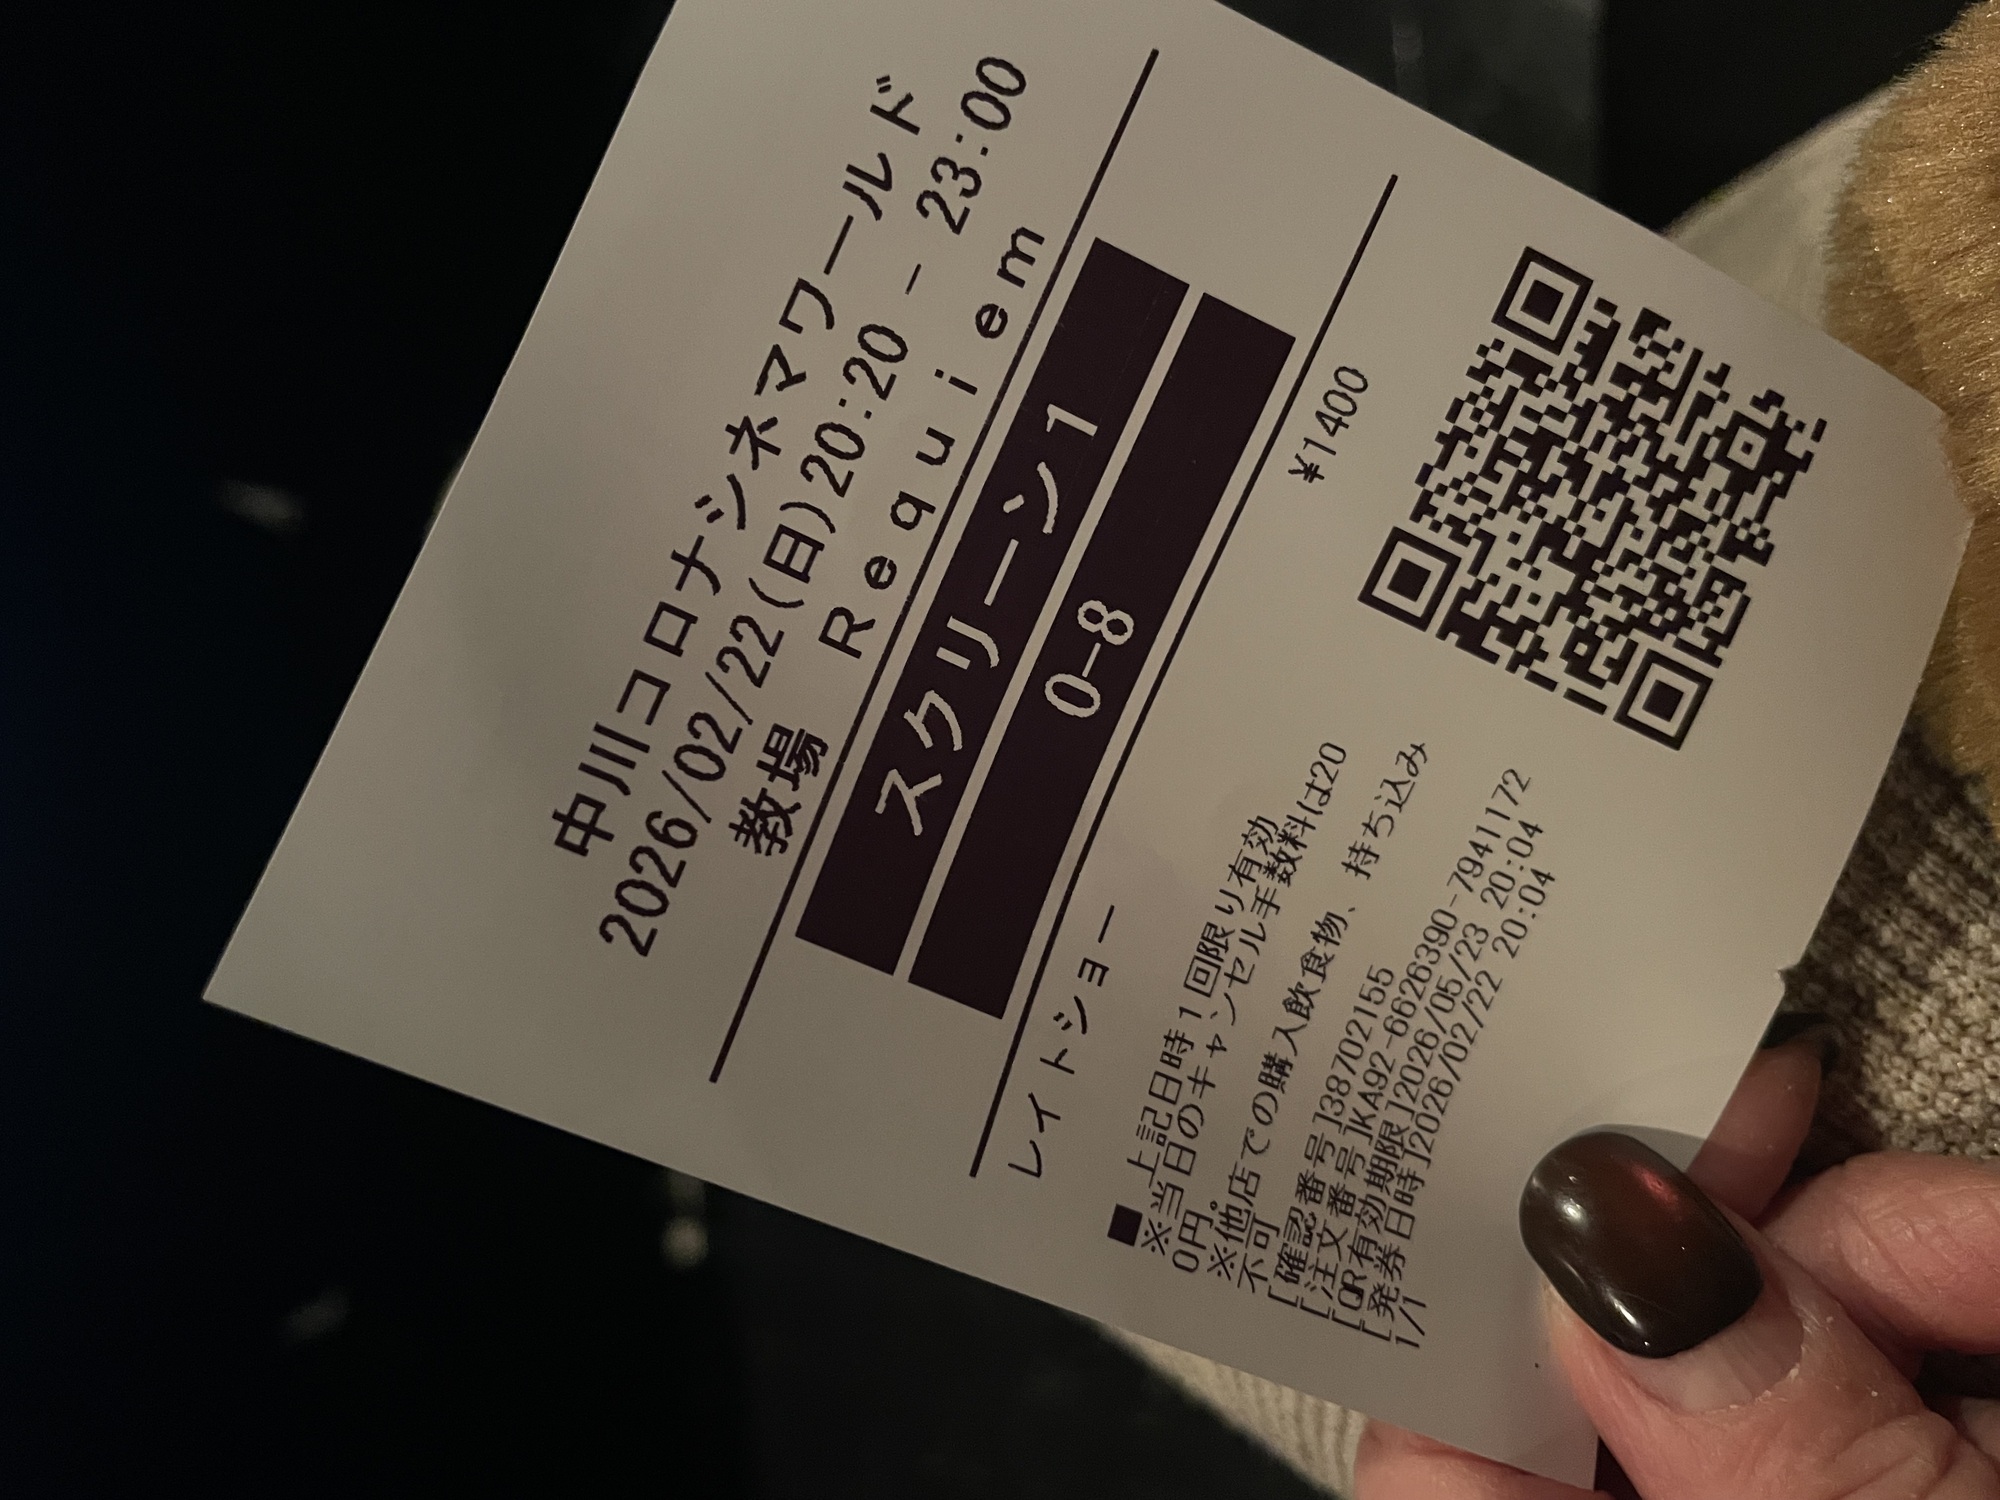 中川コロナシネマワールド
2026/02/22(日)20:20 - 23:00
教場 Requiem
スクリーン1
O-8
レイトショー ¥1400
■上記日時1回限り有効
※当日のキャンセル手数料は20
0円。
※他店での購入飲食物、持ち込み
不可
[確認番号]38702155
[注文番号]KA92-6626390-7941172
[QR有効期限]2026/05/23 20:04
[発券日時]2026/02/22 20:04
1/1